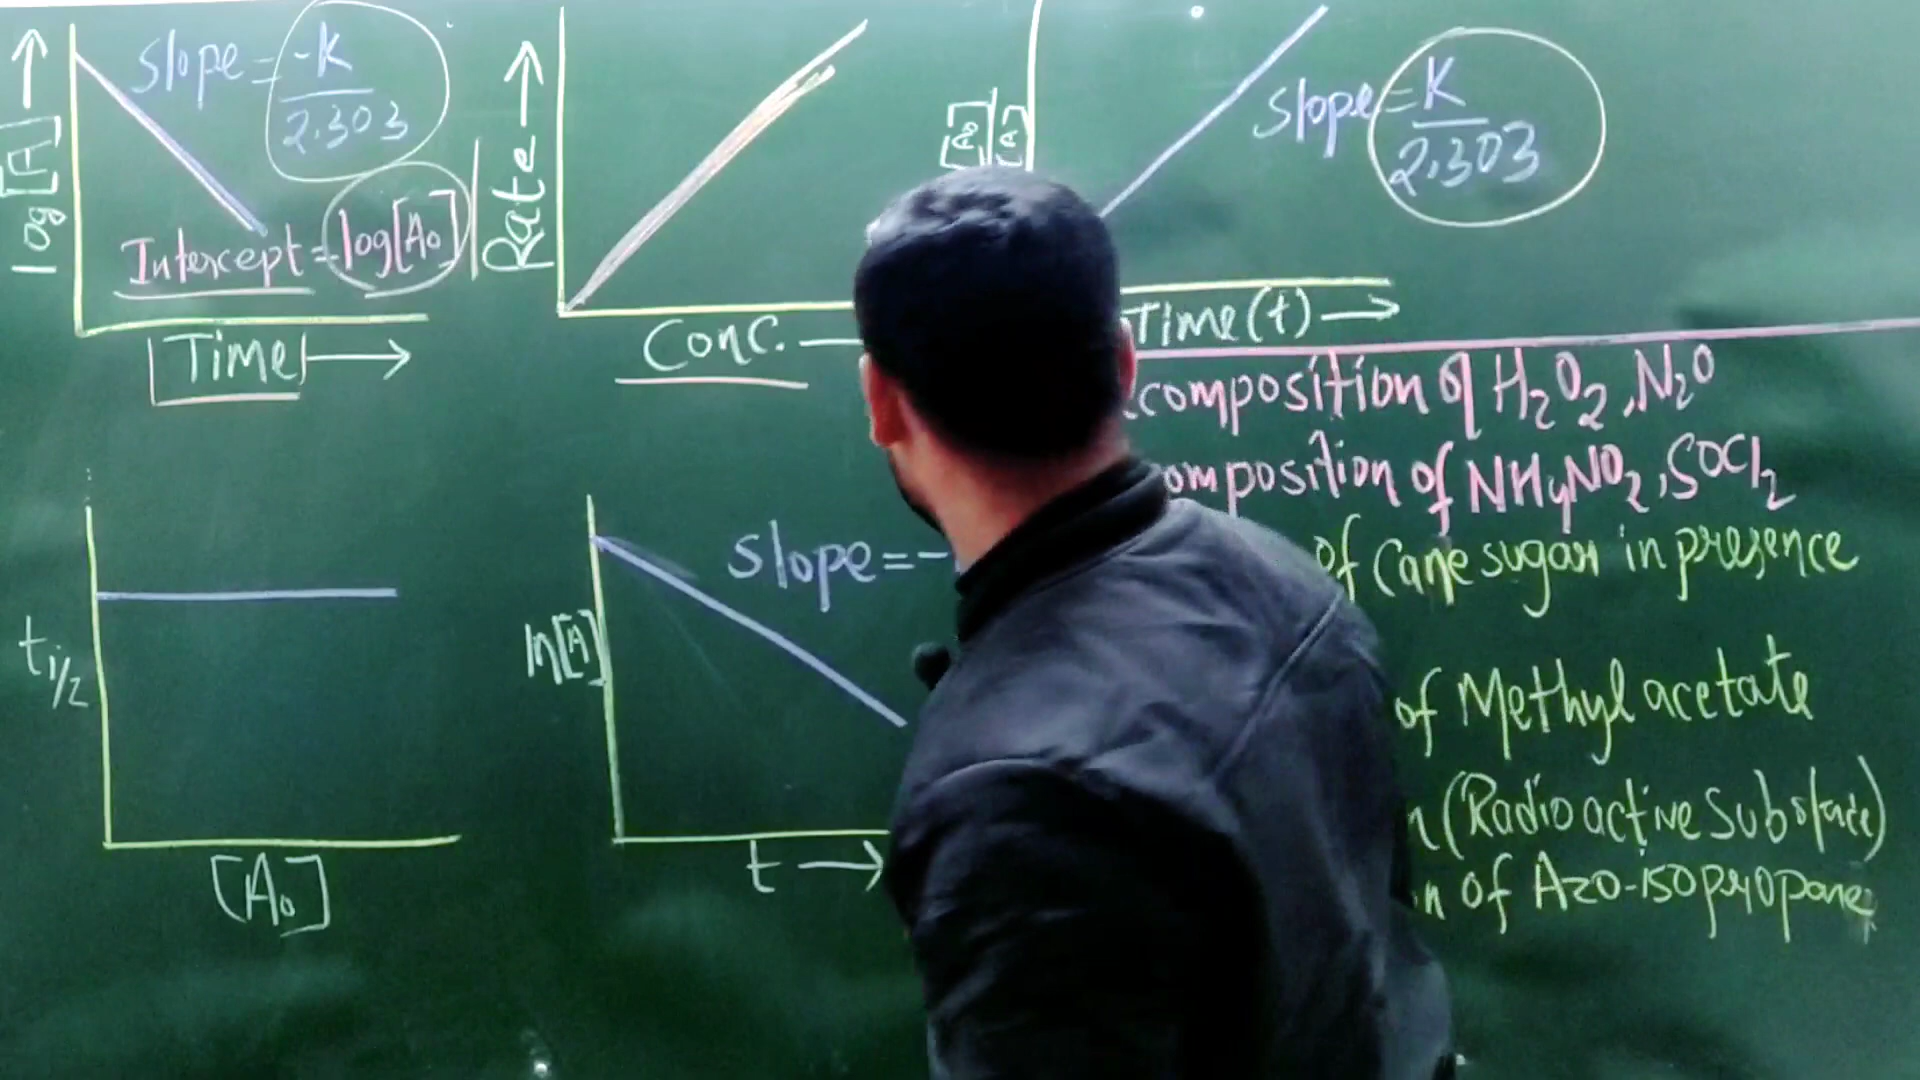 Slope = -K/2.303
log[A]
Intercept = log[A₀]
Time
Rate
Conc.
[A₀] [A]
Slope = K/2.303
Time (t)
composition of H₂O₂, N₂O
omposition of NH₄NO₂, SOCl₂
of Cane sugar in presence
of Methyl acetate
n (Radioactive Substance)
n of Azo-isopropane
t₁/₂
[A₀]
ln[A]
Slope = -
t